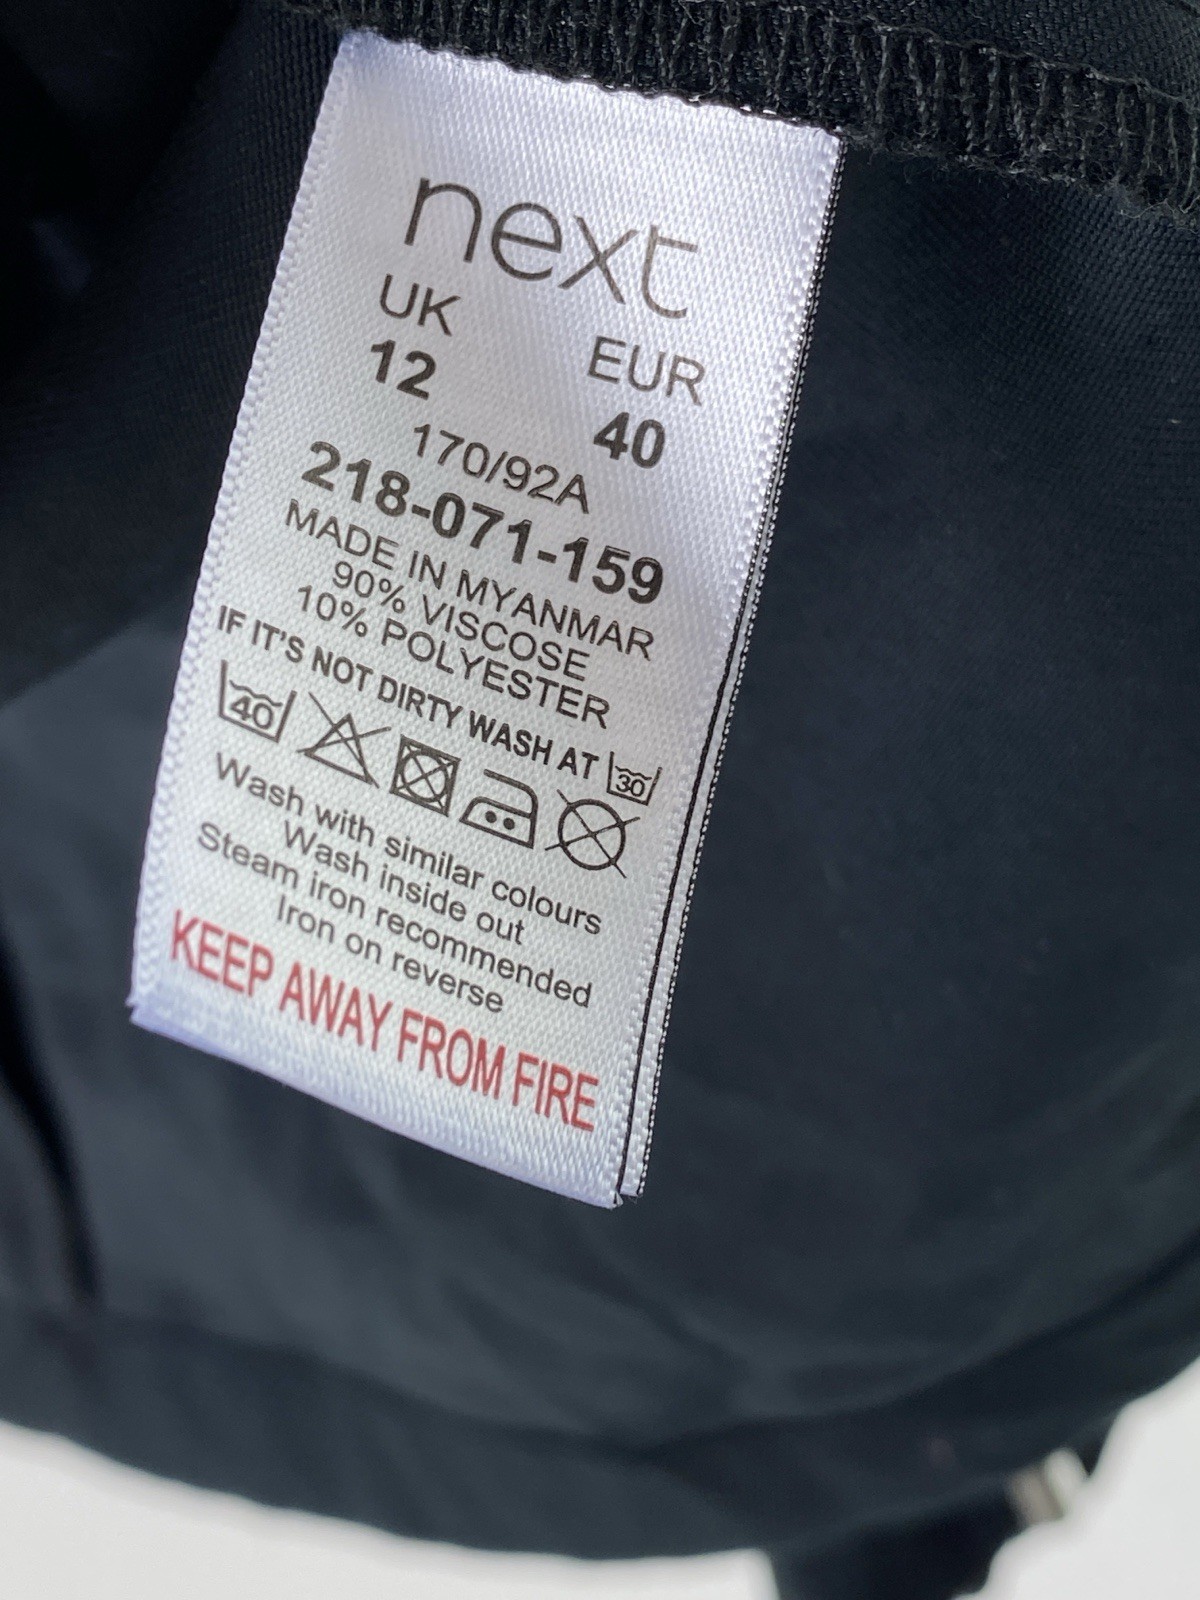 next
UK EUR
12 40
170/92A
218-071-159
MADE IN MYANMAR
90% VISCOSE
10% POLYESTER
IF IT'S NOT DIRTY WASH AT 30
40
Wash with similar colours
Wash inside out
Steam iron recommended
Iron on reverse
KEEP AWAY FROM FIRE